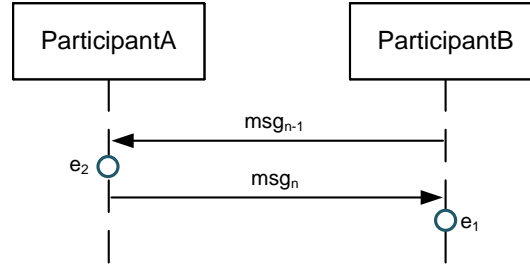 ParticipantA ParticipantB
msgₙ₋₁
e₂
msgₙ
e₁